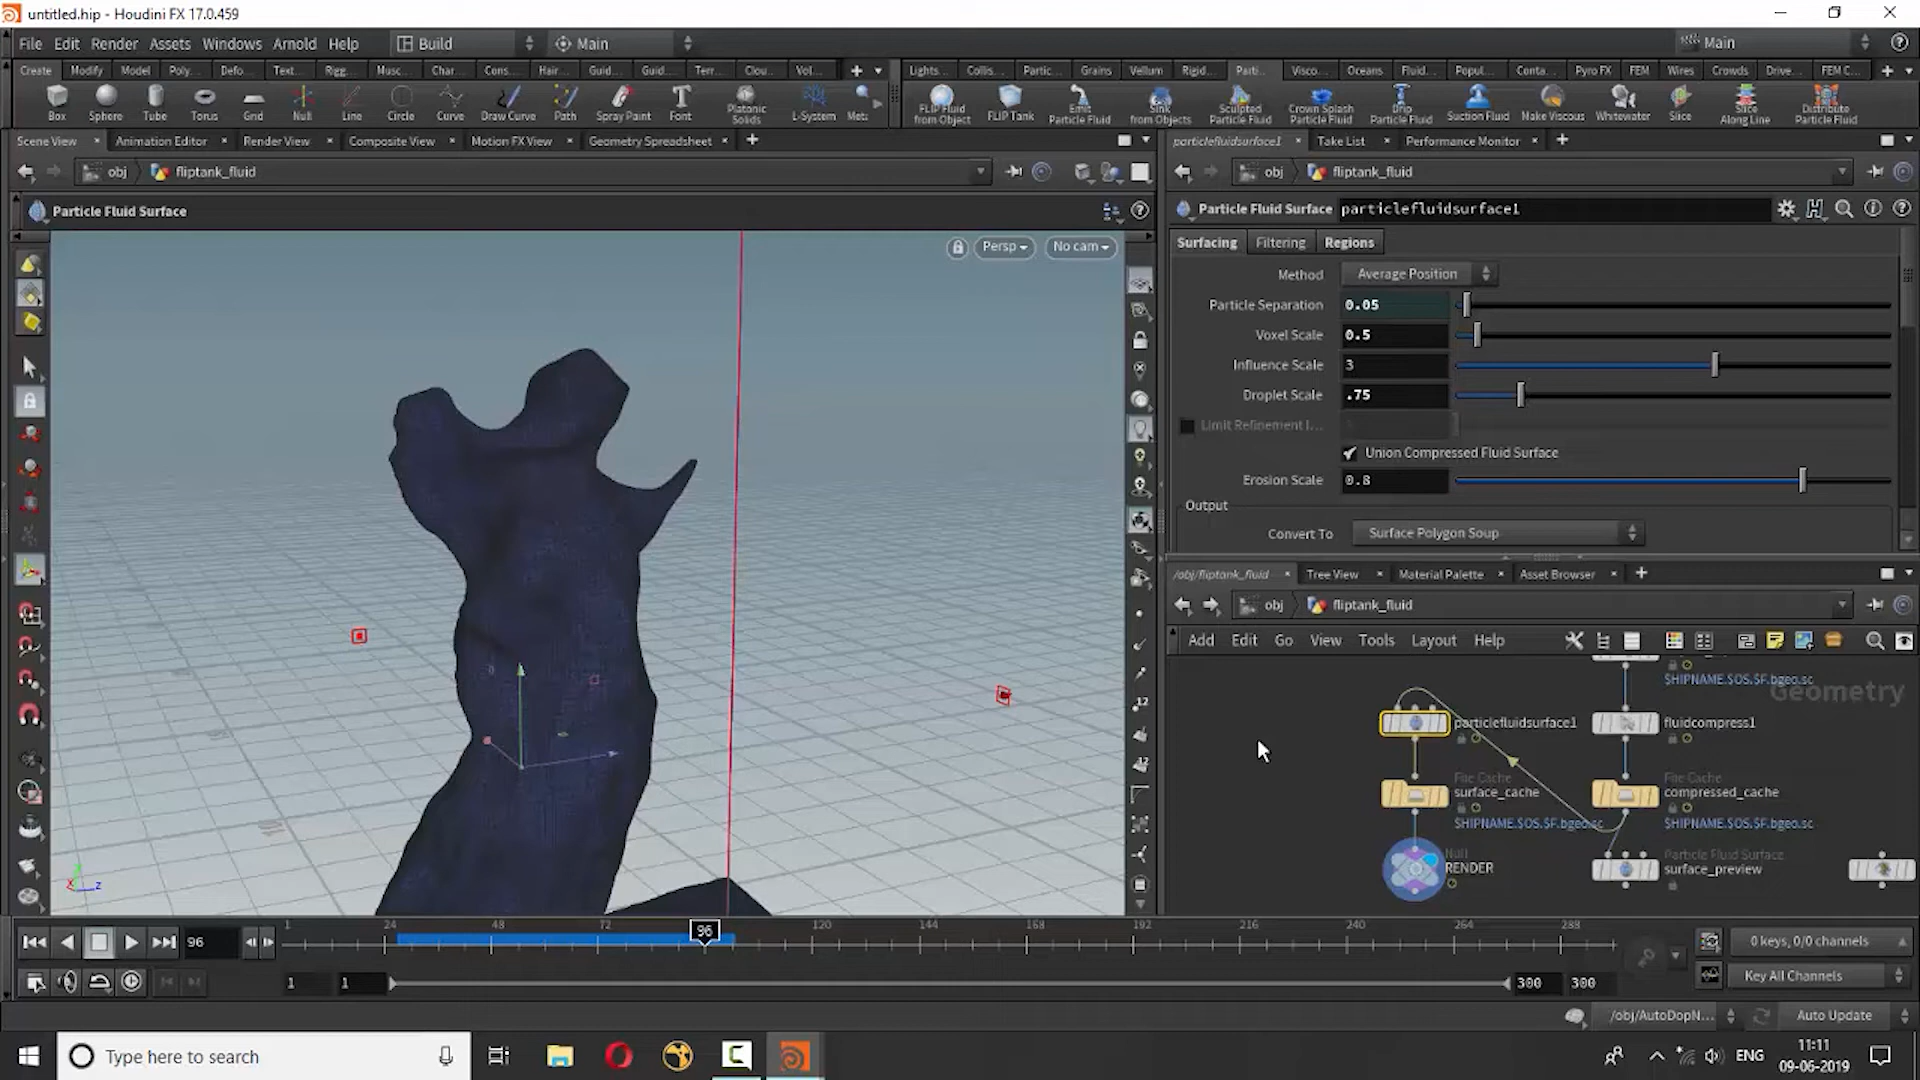 untitled.hip - Houdini FX 17.0.459
File Edit Render Assets Windows Arnold Help Build Main Main
Create Modify Model Poly... Defo... Text... Rigg... Musc... Char... Cons... Hair... Guid... Guid... Terr... Clou... Vol...
Lights... Collis... Partic... Grains Vellum Rigid... Parti... Visco... Oceans Fluid... Popul... Conta... Pyro FX FEM Wires Crowds Drive... FEM C...
Box Sphere Tube Torus Grid Null Line Circle Curve Draw Curve Path Spray Paint Font Platonic Solids L-System Met...
FLIP Fluid from Object FLIP Tank Emit Particle Fluid Sink from Objects Sculpted Particle Fluid Crown Splash Particle Fluid Drip Particle Fluid Suction Fluid Make Viscous Whitewater Slice Slice Along Line Distribute Particle Fluid
Scene View Animation Editor Render View Composite View Motion FX View Geometry Spreadsheet
particlefluidsurface1 Take List Performance Monitor
obj fliptank_fluid
obj fliptank_fluid
Particle Fluid Surface
Particle Fluid Surface particlefluidsurface1
Persp No cam
Surfacing Filtering Regions
Method Average Position
Particle Separation 0.05
Voxel Scale 0.5
Influence Scale 3
Droplet Scale .75
Limit Refinement I...
Union Compressed Fluid Surface
Erosion Scale 0.8
Output
Convert To Surface Polygon Soup
/obj/fliptank_fluid Tree View Material Palette Asset Browser
obj fliptank_fluid
Add Edit Go View Tools Layout Help
$HIPNAME.$OS.$F.bgeo.sc
Geometry
particlefluidsurface1
fluidcompress1
File Cache
surface_cache
$HIPNAME.$OS.$F.bgeo.sc
File Cache
compressed_cache
$HIPNAME.$OS.$F.bgeo.sc
Null
RENDER
Particle Fluid Surface
surface_preview
12
12
z
96
1 24 48 72 96 120 144 168 192 216 240 264 288
0 keys, 0/0 channels
1 1 300 300
Key All Channels
/obj/AutoDopN... Auto Update
Type here to search
ENG
11:11
09-06-2019